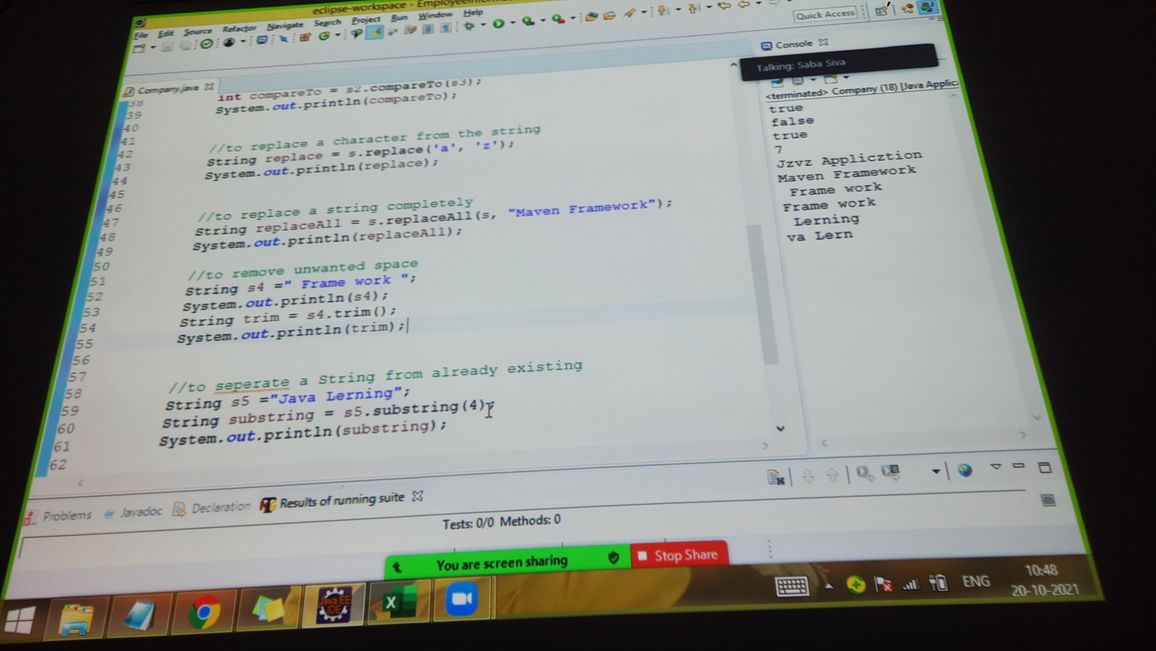 eclipse-workspace - EmployeeInform
File Edit Source Refactor Navigate Search Project Run Window Help
Quick Access
Company.java
Console
Talking: Saba Siva
<terminated> Company (18) [Java Applic
38 int compareTo = s2.compareTo(s3);
39 System.out.println(compareTo);
40
41 //to replace a character from the string
42 String replace = s.replace('a', 'z');
43 System.out.println(replace);
44
45
46 //to replace a string completely
47 String replaceAll = s.replaceAll(s, "Maven Framework");
48 System.out.println(replaceAll);
49
50 //to remove unwanted space
51 String s4 =" Frame work ";
52 System.out.println(s4);
53 String trim = s4.trim();
54 System.out.println(trim);
55
56
57 //to seperate a String from already existing
58 String s5 ="Java Lerning";
59 String substring = s5.substring(4);
60 System.out.println(substring);
61
62
true
false
true
7
Jzvz Applicztion
Maven Framework
Frame work
Frame work
Lerning
va Lern
Problems @ Javadoc Declaration Results of running suite
Tests: 0/0 Methods: 0
You are screen sharing Stop Share
Java EE IDE
ENG
10:48
20-10-2021